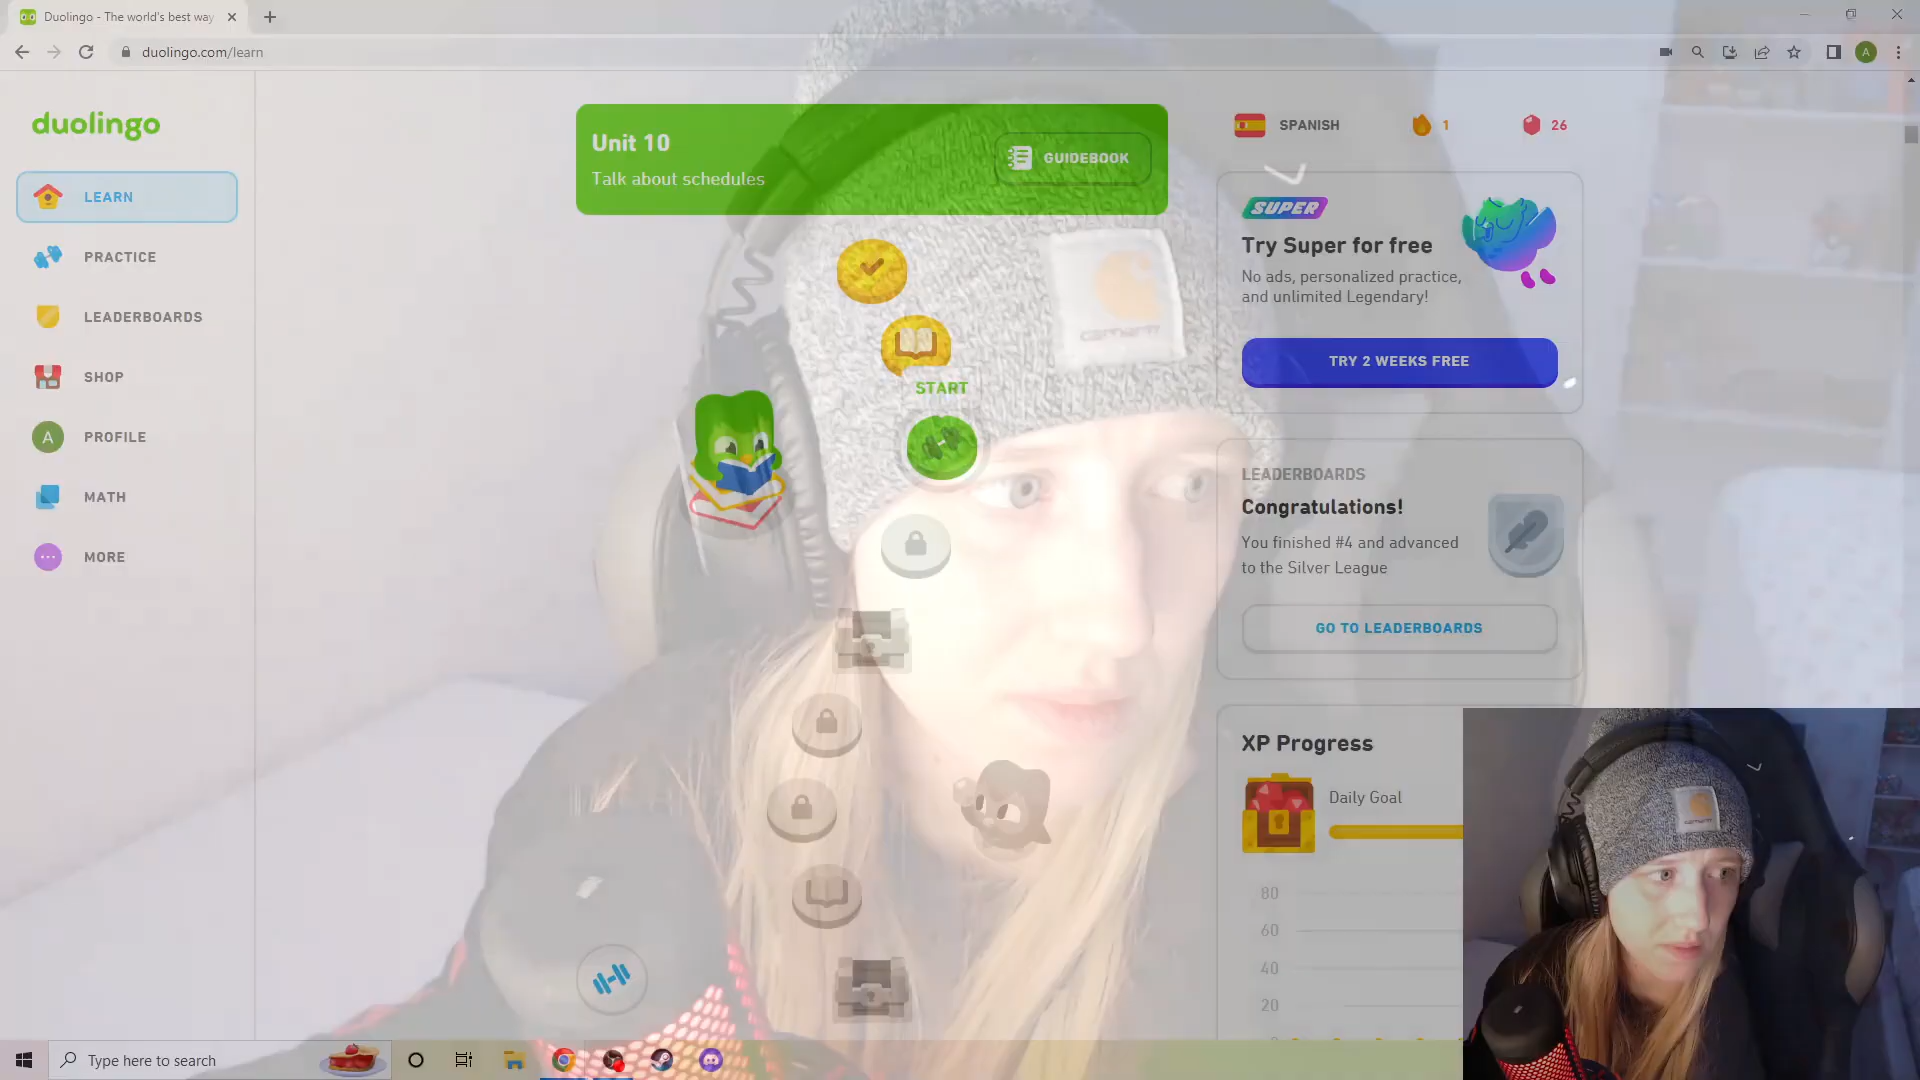 Duolingo - The world's best way
duolingo.com/learn
A
duolingo
LEARN
PRACTICE
LEADERBOARDS
SHOP
A
PROFILE
MATH
MORE
Unit 10
Talk about schedules
GUIDEBOOK
START
carhartt
SPANISH
1
26
SUPER
Try Super for free
No ads, personalized practice,
and unlimited Legendary!
TRY 2 WEEKS FREE
LEADERBOARDS
Congratulations!
You finished #4 and advanced
to the Silver League
GO TO LEADERBOARDS
XP Progress
Daily Goal
80
60
40
20
Type here to search